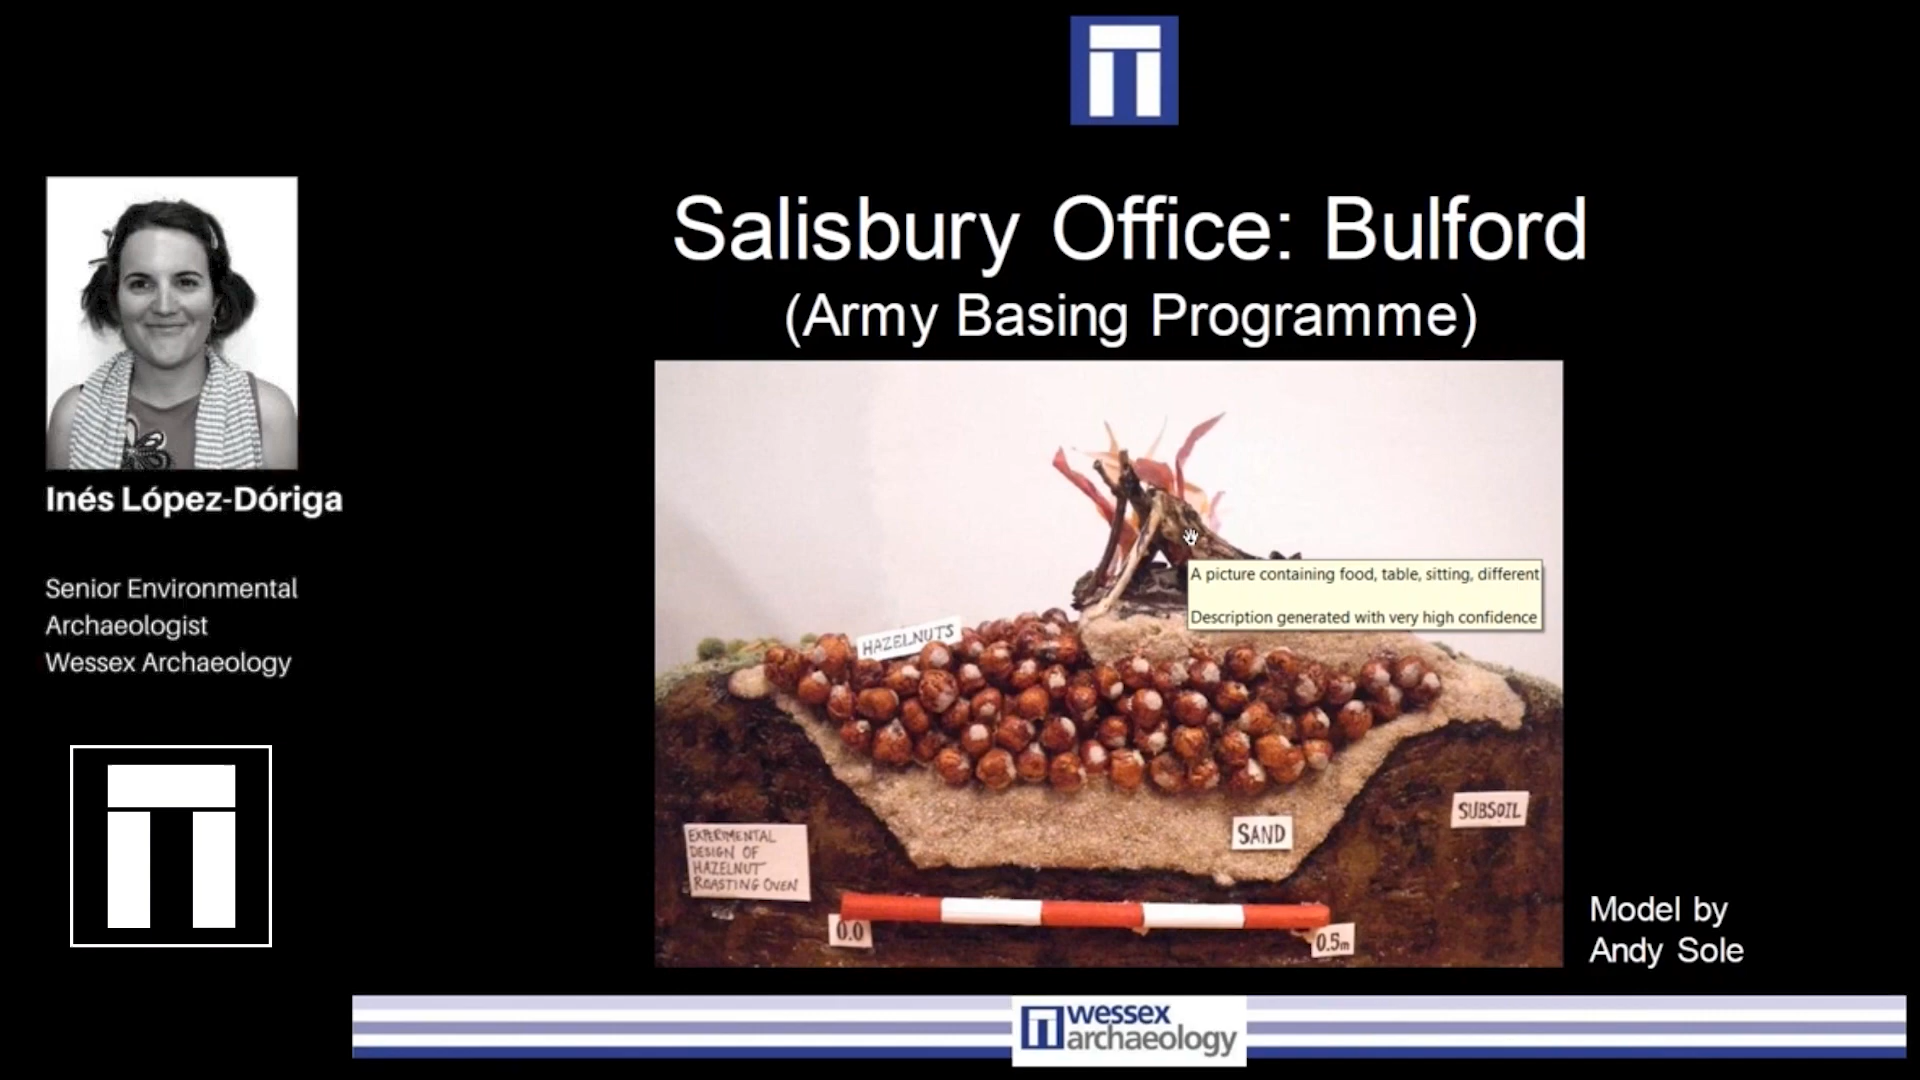 Salisbury Office: Bulford
(Army Basing Programme)
Inés López-Dóriga
Senior Environmental
Archaeologist
Wessex Archaeology
A picture containing food, table, sitting, different
Description generated with very high confidence
HAZELNUTS
SUBSOIL
SAND
EXPERIMENTAL
DESIGN OF
HAZELNUT
ROASTING OVEN
0.0
0.5m
Model by
Andy Sole
wessex
archaeology